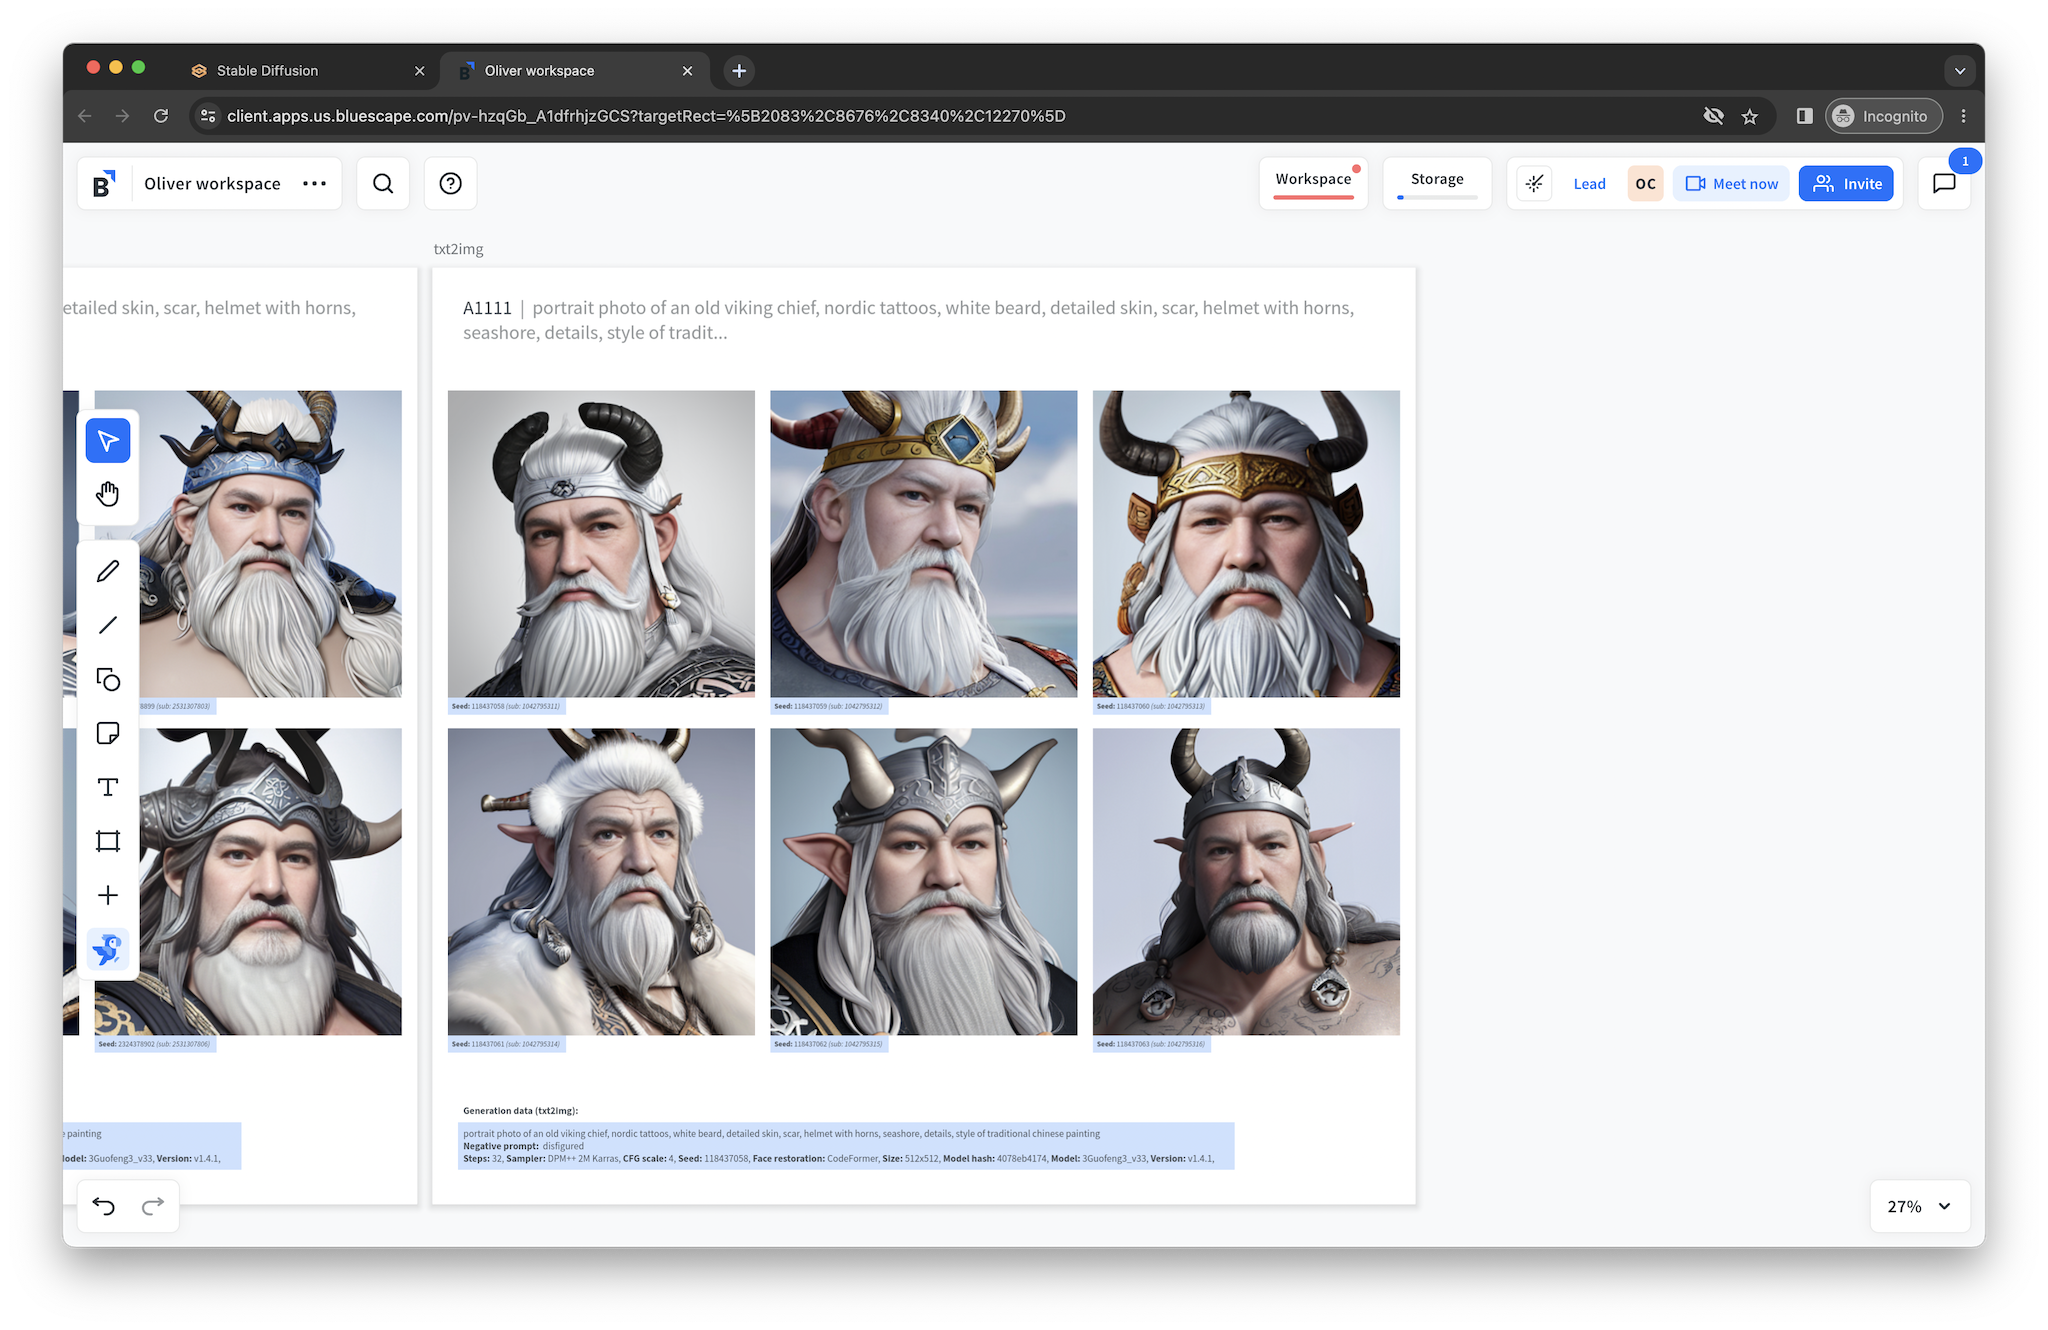 Stable Diffusion
Oliver workspace
client.apps.us.bluescape.com/pv-hzqGb_A1dfrhjzGCS?targetRect=%5B2083%2C8676%2C8340%2C12270%5D
Incognito
B
Oliver workspace
Workspace
Storage
Lead
OC
Meet now
Invite
1
txt2img
etailed skin, scar, helmet with horns,
A1111 | portrait photo of an old viking chief, nordic tattoos, white beard, detailed skin, scar, helmet with horns,
seashore, details, style of tradit...
8899 (sub: 2531307803)
Seed: 118437058 (sub: 1042795311)
Seed: 118437059 (sub: 1042795312)
Seed: 118437060 (sub: 1042795313)
Seed: 2324378902 (sub: 2531307806)
Seed: 118437061 (sub: 1042795314)
Seed: 118437062 (sub: 1042795315)
Seed: 118437063 (sub: 1042795316)
Generation data (txt2img):
e painting
odel: 3Guofeng3_v33, Version: v1.4.1,
portrait photo of an old viking chief, nordic tattoos, white beard, detailed skin, scar, helmet with horns, seashore, details, style of traditional chinese painting
Negative prompt: disfigured
Steps: 32, Sampler: DPM++ 2M Karras, CFG scale: 4, Seed: 118437058, Face restoration: CodeFormer, Size: 512x512, Model hash: 4078eb4174, Model: 3Guofeng3_v33, Version: v1.4.1,
27%